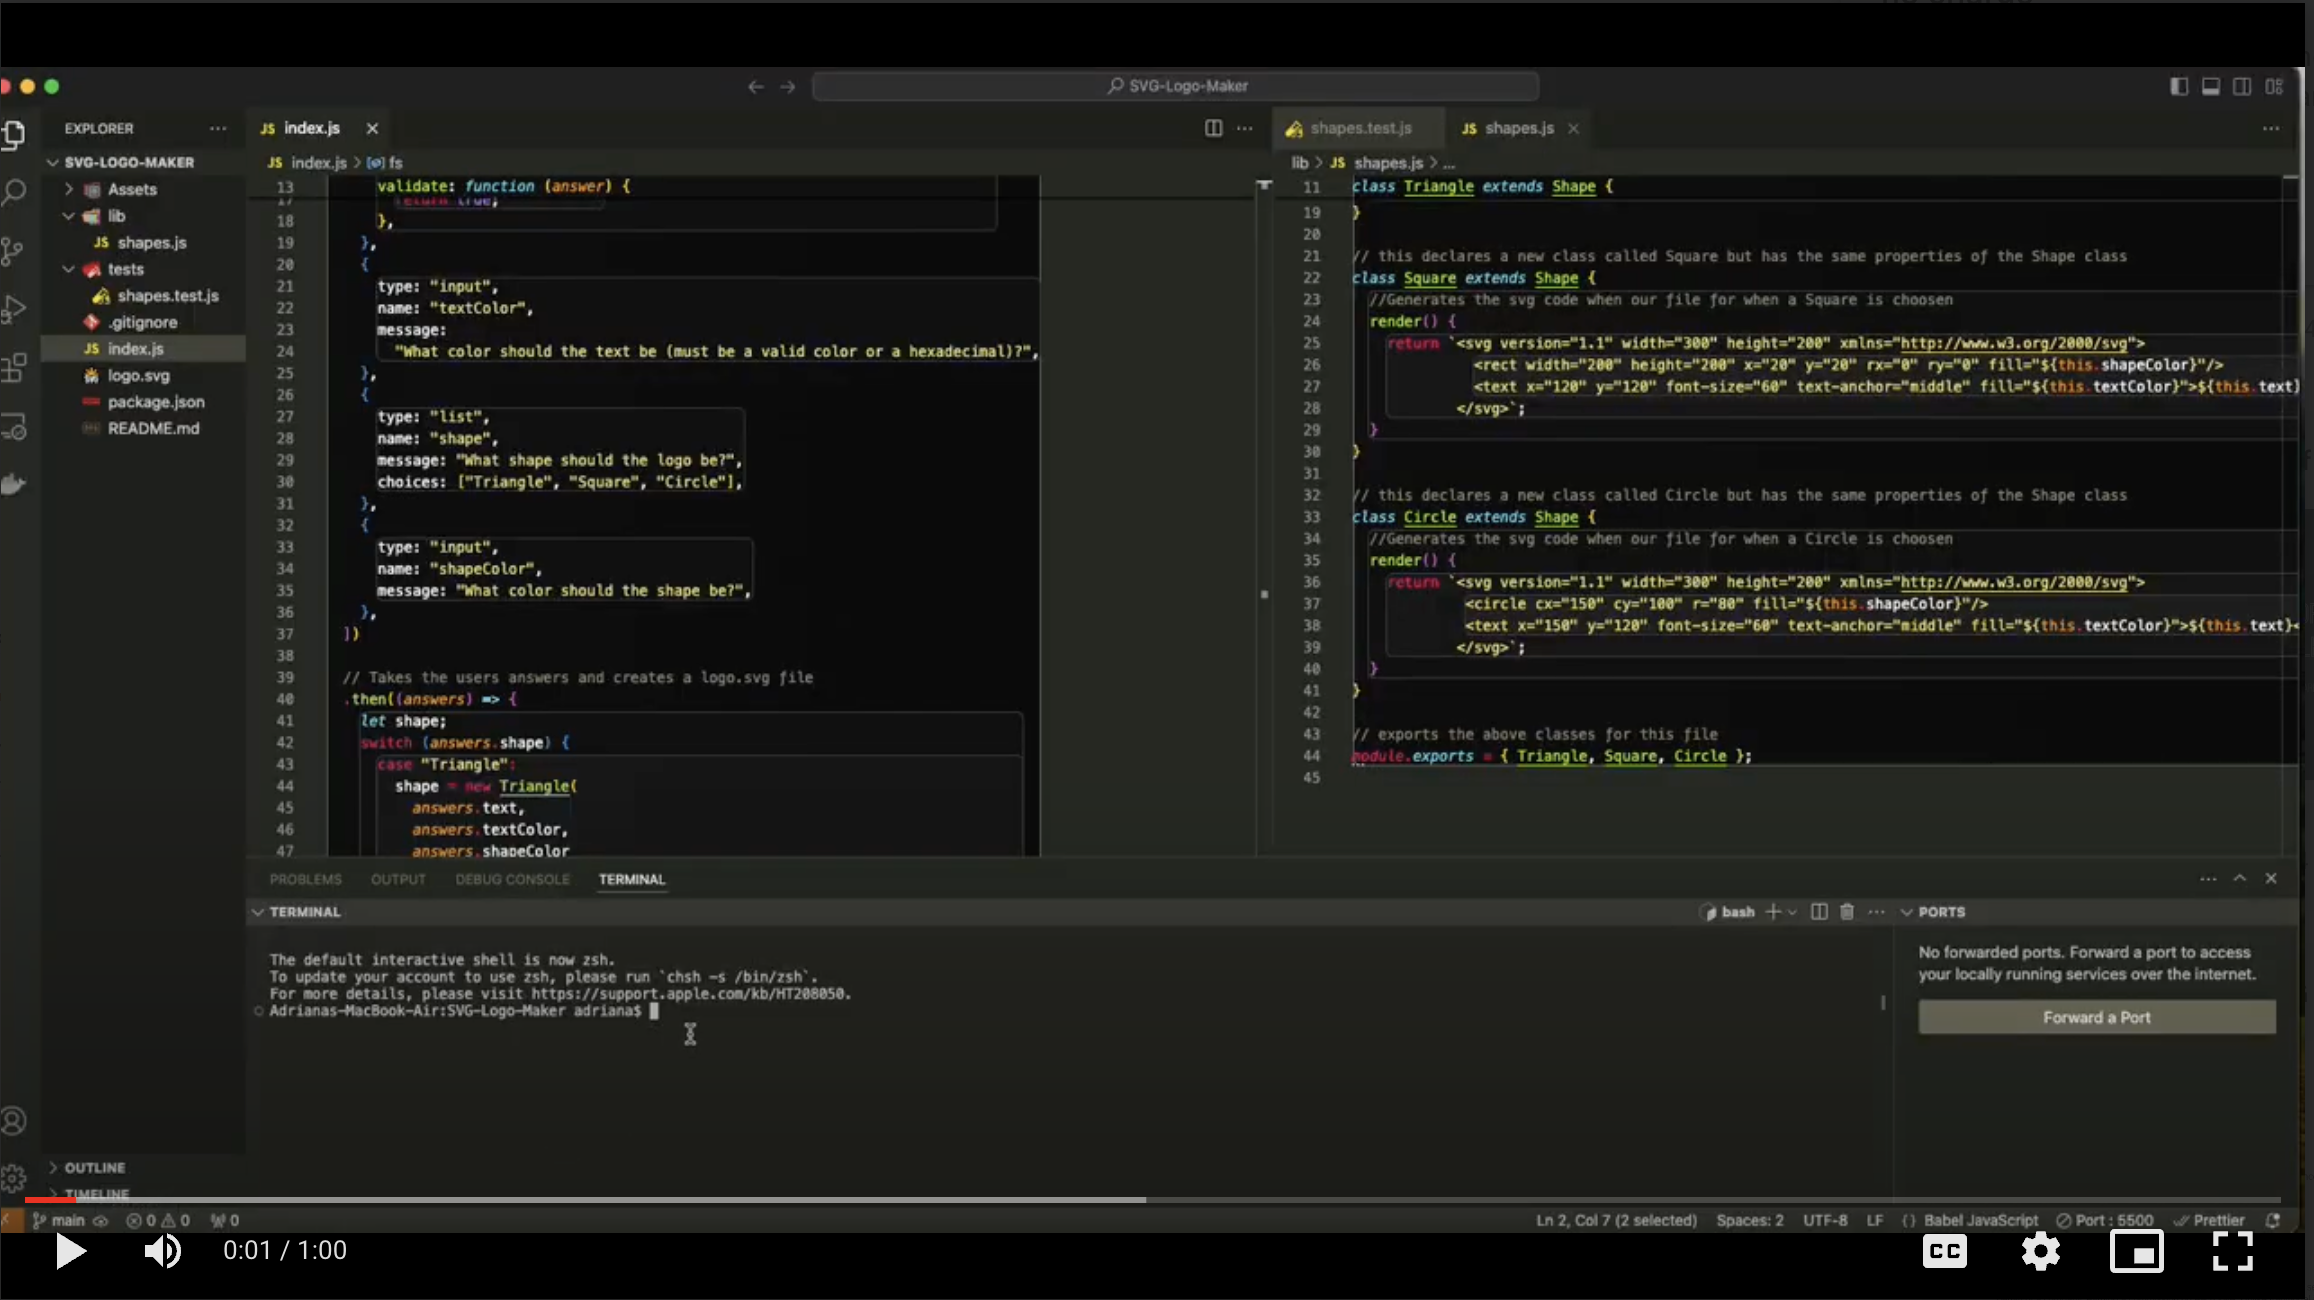 SVG-Logo-Maker
EXPLORER
SVG-LOGO-MAKER
Assets
lib
JS shapes.js
tests
shapes.test.js
.gitignore
JS index.js
logo.svg
package.json
README.md
OUTLINE
TIMELINE
JS index.js
JS index.js > fs
13 validate: function (answer) {
17 return true;
18 },
19 },
20 {
21 type: "input",
22 name: "textColor",
23 message:
24 "What color should the text be (must be a valid color or a hexadecimal)?",
25 },
26 {
27 type: "list",
28 name: "shape",
29 message: "What shape should the logo be?",
30 choices: ["Triangle", "Square", "Circle"],
31 },
32 {
33 type: "input",
34 name: "shapeColor",
35 message: "What color should the shape be?",
36 },
37 ])
38
39 // Takes the users answers and creates a logo.svg file
40 .then((answers) => {
41 let shape;
42 switch (answers.shape) {
43 case "Triangle":
44 shape = new Triangle(
45 answers.text,
46 answers.textColor,
47 answers.shapeColor
shapes.test.js
JS shapes.js
lib > JS shapes.js > ...
11 class Triangle extends Shape {
19 }
20
21 // this declares a new class called Square but has the same properties of the Shape class
22 class Square extends Shape {
23 //Generates the svg code when our file for when a Square is choosen
24 render() {
25 return `<svg version="1.1" width="300" height="200" xmlns="http://www.w3.org/2000/svg">
26 <rect width="200" height="200" x="20" y="20" rx="0" ry="0" fill="${this.shapeColor}"/>
27 <text x="120" y="120" font-size="60" text-anchor="middle" fill="${this.textColor}">${this.text}
28 </svg>`;
29 }
30 }
31
32 // this declares a new class called Circle but has the same properties of the Shape class
33 class Circle extends Shape {
34 //Generates the svg code when our file for when a Circle is choosen
35 render() {
36 return `<svg version="1.1" width="300" height="200" xmlns="http://www.w3.org/2000/svg">
37 <circle cx="150" cy="100" r="80" fill="${this.shapeColor}"/>
38 <text x="150" y="120" font-size="60" text-anchor="middle" fill="${this.textColor}">${this.text}<
39 </svg>`;
40 }
41 }
42
43 // exports the above classes for this file
44 module.exports = { Triangle, Square, Circle };
45
PROBLEMS OUTPUT DEBUG CONSOLE TERMINAL
TERMINAL
bash
The default interactive shell is now zsh.
To update your account to use zsh, please run `chsh -s /bin/zsh`.
For more details, please visit https://support.apple.com/kb/HT208050.
Adrianas-MacBook-Air:SVG-Logo-Maker adriana$
PORTS
No forwarded ports. Forward a port to access
your locally running services over the internet.
Forward a Port
main 0 0 0
Ln 2, Col 7 (2 selected) Spaces: 2 UTF-8 LF {} Babel JavaScript Port : 5500 Prettier
0:01 / 1:00
CC